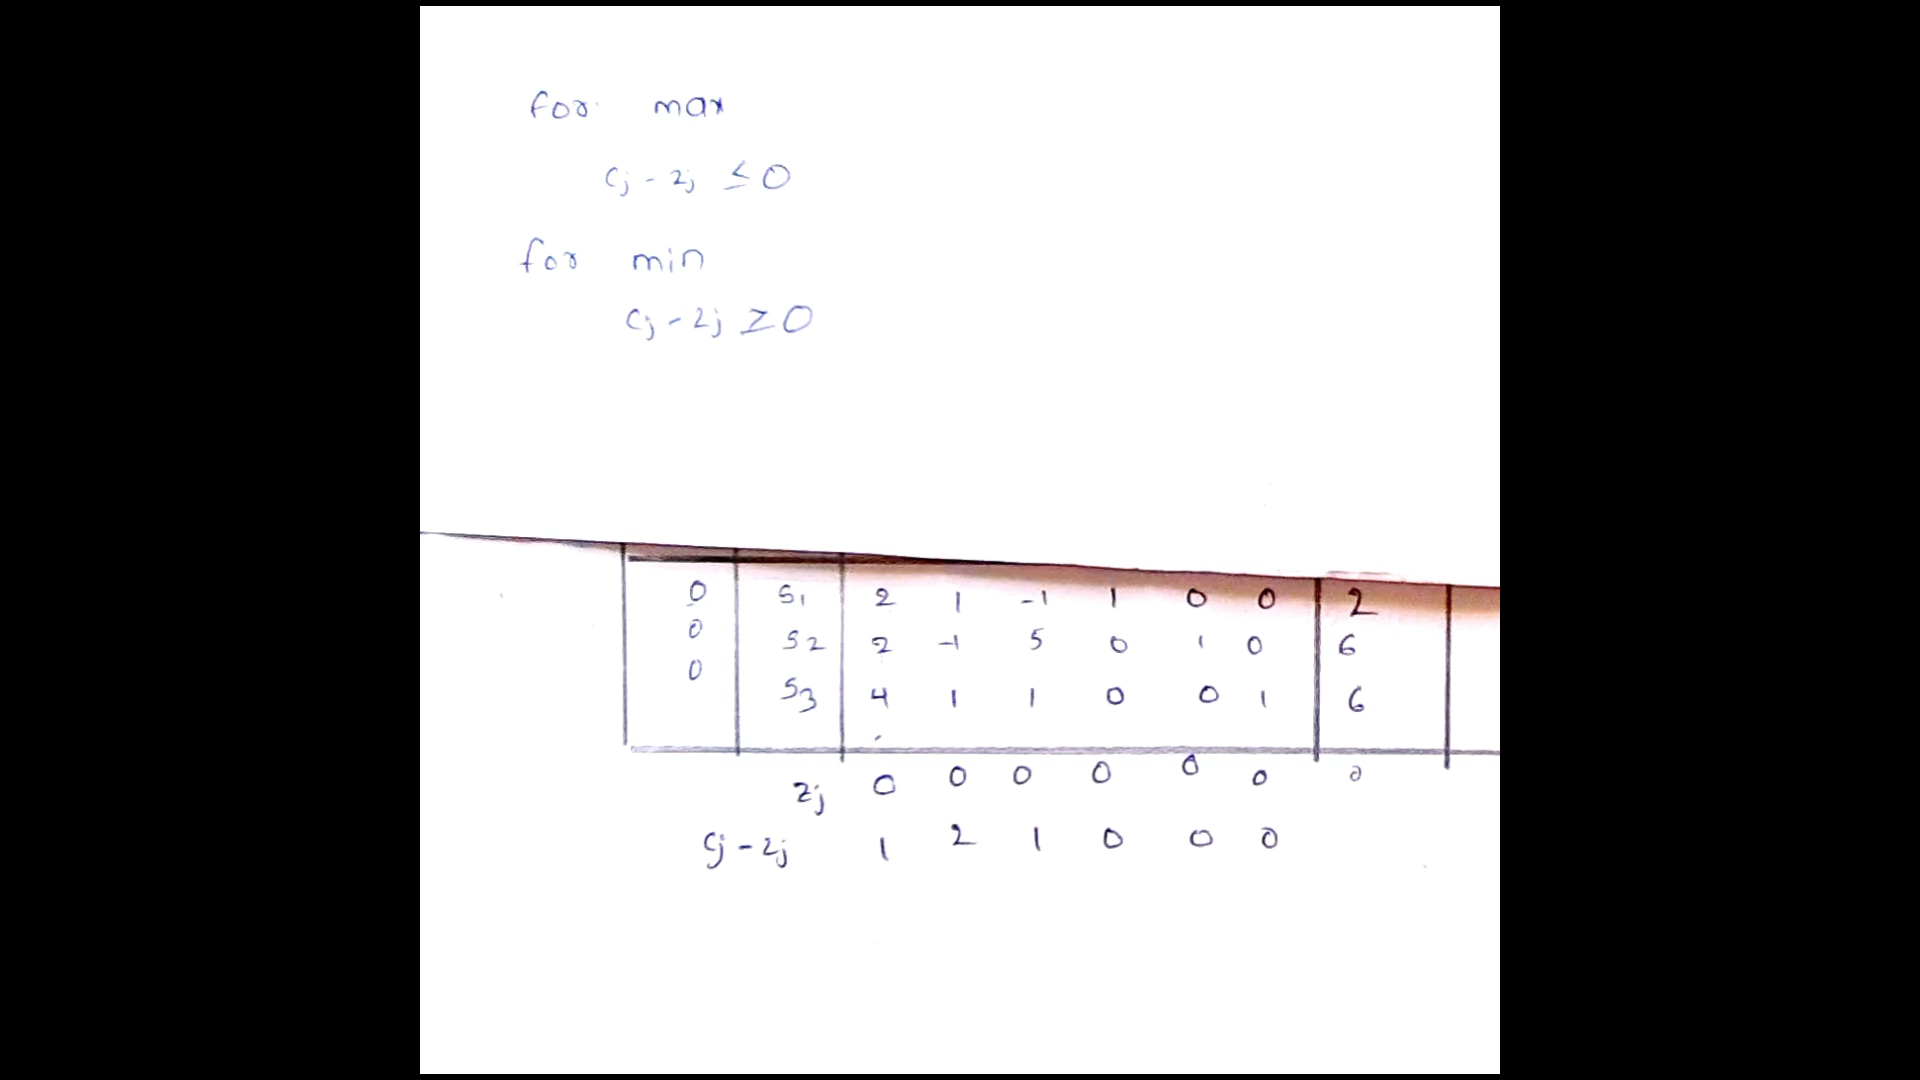 for max
Cj - Zj ≤ 0
for min
Cj - Zj ≥ 0
0 S1 2 1 -1 1 0 0 2
0 S2 2 -1 5 0 1 0 6
0 S3 4 1 1 0 0 1 6
Zj 0 0 0 0 0 0 0
Cj - Zj 1 2 1 0 0 0